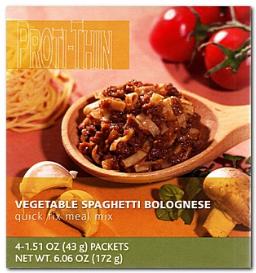 PROTI-THIN
VEGETABLE SPAGHETTI BOLOGNESE
quick fix meal mix
4-1.51 OZ (43 g) PACKETS
NET WT. 6.06 OZ (172 g)